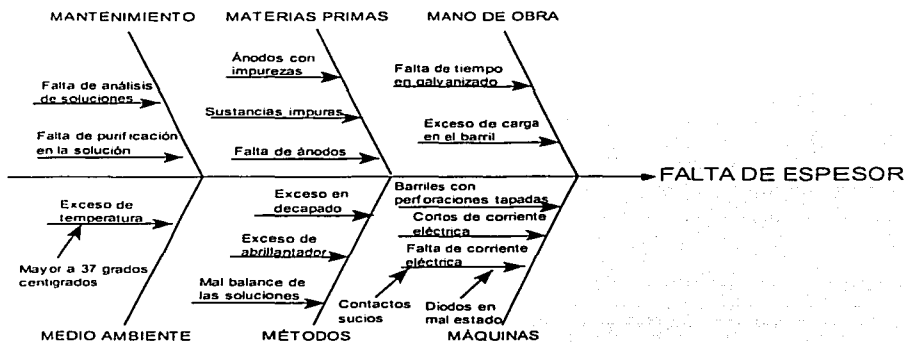 MANTENIMIENTO
MATERIAS PRIMAS
MANO DE OBRA
Falta de análisis
de soluciones
Falta de purificación
en la solución
Ánodos con
impurezas
Sustancias impuras
Falta de ánodos
Falta de tiempo
en galvanizado
Exceso de carga
en el barril
FALTA DE ESPESOR
Exceso de
temperatura
Mayor a 37 grados
centigrados
Exceso en
decapado
Exceso de
abrillantador
Mal balance de
las soluciones
Barriles con
perforaciones tapadas
Cortos de corriente
eléctrica
Falta de corriente
eléctrica
Contactos
sucios
Diodos en
mal estado
MEDIO AMBIENTE
MÉTODOS
MÁQUINAS